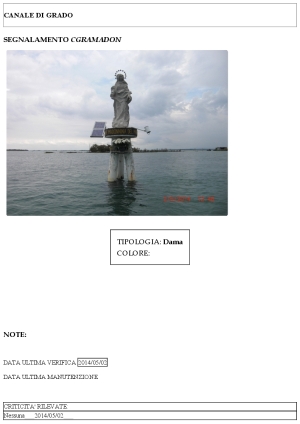 CANALE DI GRADO
SEGNALAMENTO CGRAMADON
TIPOLOGIA: Dama
COLORE:
NOTE:
DATA ULTIMA VERIFICA 2014/05/02
DATA ULTIMA MANUTENZIONE
CRITICITA' RILEVATE
Nessuna 2014/05/02